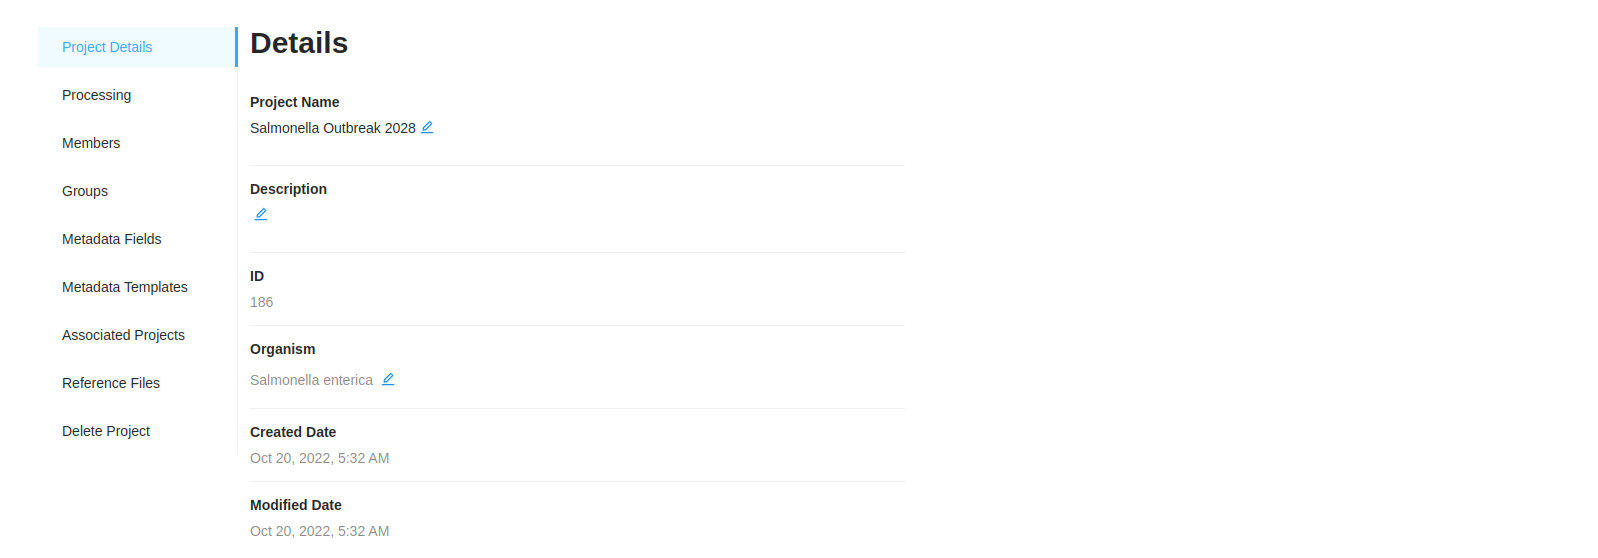 Project Details
Processing
Members
Groups
Metadata Fields
Metadata Templates
Associated Projects
Reference Files
Delete Project
Details
Project Name
Salmonella Outbreak 2028
Description
ID
186
Organism
Salmonella enterica
Created Date
Oct 20, 2022, 5:32 AM
Modified Date
Oct 20, 2022, 5:32 AM